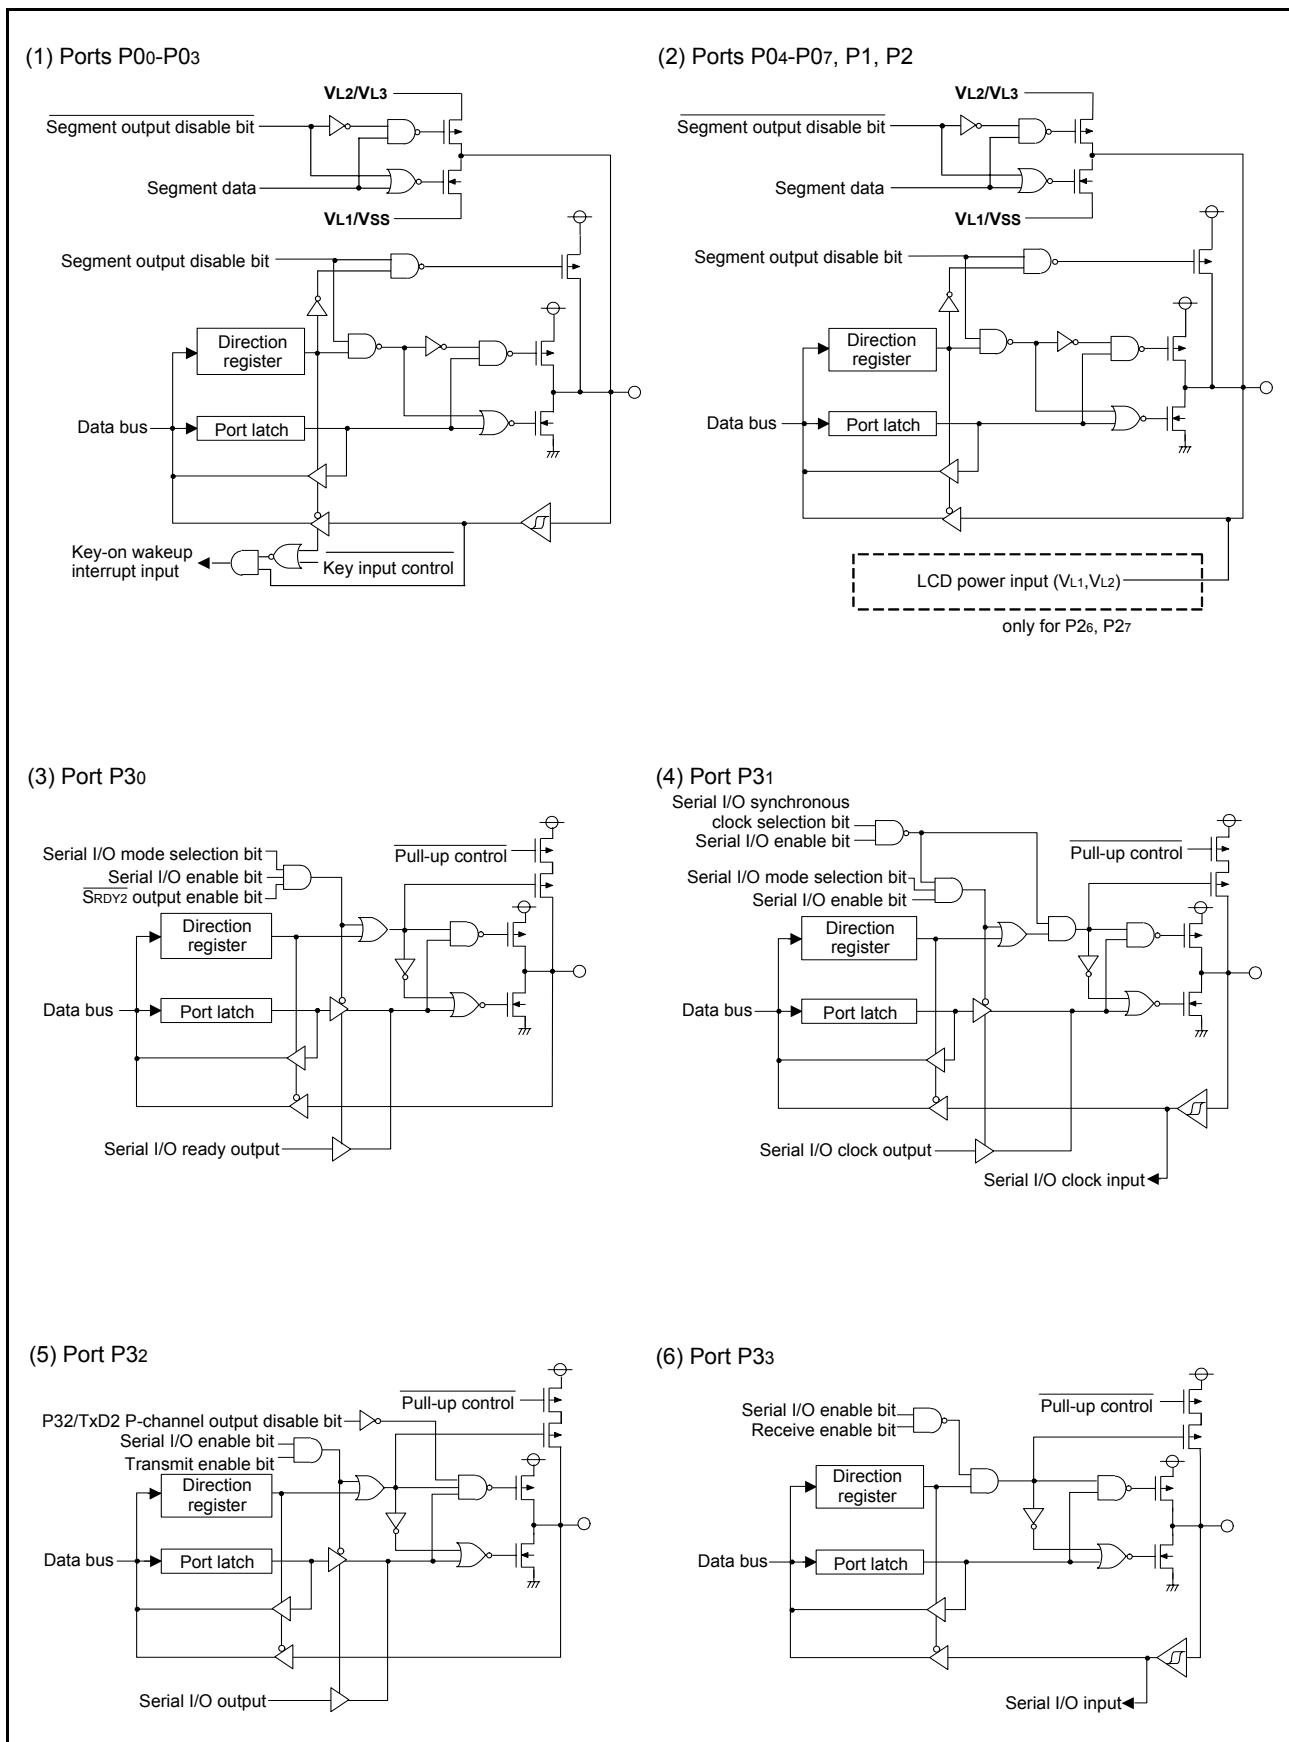 (1) Ports P00-P03
VL2/VL3
Segment output disable bit
Segment data
VL1/VSS
Segment output disable bit
Direction
register
Data bus
Port latch
Key-on wakeup
interrupt input
Key input control
(2) Ports P04-P07, P1, P2
VL2/VL3
Segment output disable bit
Segment data
VL1/VSS
Segment output disable bit
Direction
register
Data bus
Port latch
LCD power input (VL1,VL2)
only for P26, P27
(3) Port P30
Pull-up control
Serial I/O mode selection bit
Serial I/O enable bit
SRDY2 output enable bit
Direction
register
Data bus
Port latch
Serial I/O ready output
(4) Port P31
Serial I/O synchronous
clock selection bit
Serial I/O enable bit
Pull-up control
Serial I/O mode selection bit
Serial I/O enable bit
Direction
register
Data bus
Port latch
Serial I/O clock output
Serial I/O clock input
(5) Port P32
Pull-up control
P32/TxD2 P-channel output disable bit
Serial I/O enable bit
Transmit enable bit
Direction
register
Data bus
Port latch
Serial I/O output
(6) Port P33
Pull-up control
Serial I/O enable bit
Receive enable bit
Direction
register
Data bus
Port latch
Serial I/O input